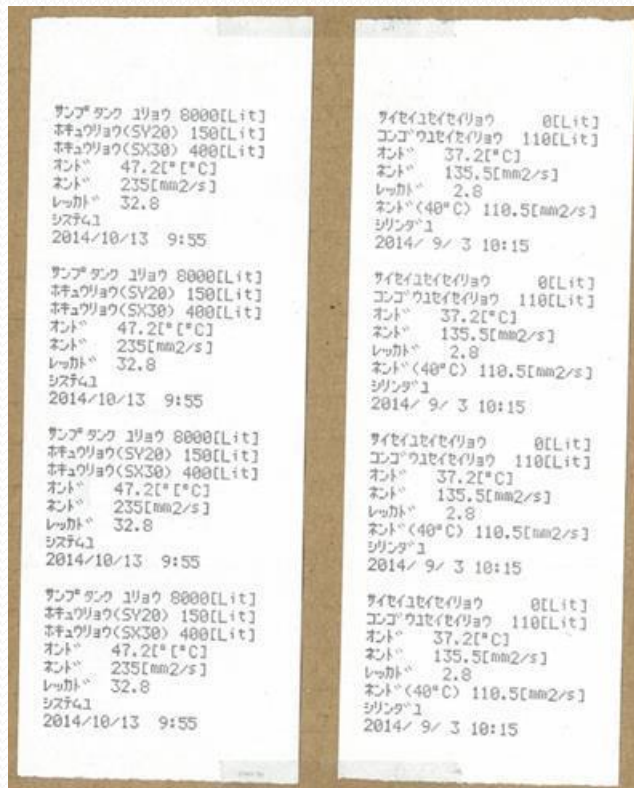 サンプタンク ユリョウ 8000[Lit]
ホキュウリョウ(SY20) 150[Lit]
ホキュウリョウ(SX30) 400[Lit]
オンド 47.2[°[°C]
ネンド 235[mm2/s]
レッカド 32.8
システム1
2014/10/13 9:55
サンプタンク ユリョウ 8000[Lit]
ホキュウリョウ(SY20) 150[Lit]
ホキュウリョウ(SX30) 400[Lit]
オンド 47.2[°[°C]
ネンド 235[mm2/s]
レッカド 32.8
システム1
2014/10/13 9:55
サンプタンク ユリョウ 8000[Lit]
ホキュウリョウ(SY20) 150[Lit]
ホキュウリョウ(SX30) 400[Lit]
オンド 47.2[°[°C]
ネンド 235[mm2/s]
レッカド 32.8
システム1
2014/10/13 9:55
サンプタンク ユリョウ 8000[Lit]
ホキュウリョウ(SY20) 150[Lit]
ホキュウリョウ(SX30) 400[Lit]
オンド 47.2[°[°C]
ネンド 235[mm2/s]
レッカド 32.8
システム1
2014/10/13 9:55
サイセイユセイセイリョウ 0[Lit]
コンゴウユセイセイリョウ 110[Lit]
オンド 37.2[°C]
ネンド 135.5[mm2/s]
レッカド 2.8
ネンド(40°C) 110.5[mm2/s]
シリンダ1
2014/ 9/ 3 10:15
サイセイユセイセイリョウ 0[Lit]
コンゴウユセイセイリョウ 110[Lit]
オンド 37.2[°C]
ネンド 135.5[mm2/s]
レッカド 2.8
ネンド(40°C) 110.5[mm2/s]
シリンダ1
2014/ 9/ 3 10:15
サイセイユセイセイリョウ 0[Lit]
コンゴウユセイセイリョウ 110[Lit]
オンド 37.2[°C]
ネンド 135.5[mm2/s]
レッカド 2.8
ネンド(40°C) 110.5[mm2/s]
シリンダ1
2014/ 9/ 3 10:15
サイセイユセイセイリョウ 0[Lit]
コンゴウユセイセイリョウ 110[Lit]
オンド 37.2[°C]
ネンド 135.5[mm2/s]
レッカド 2.8
ネンド(40°C) 110.5[mm2/s]
シリンダ1
2014/ 9/ 3 10:15